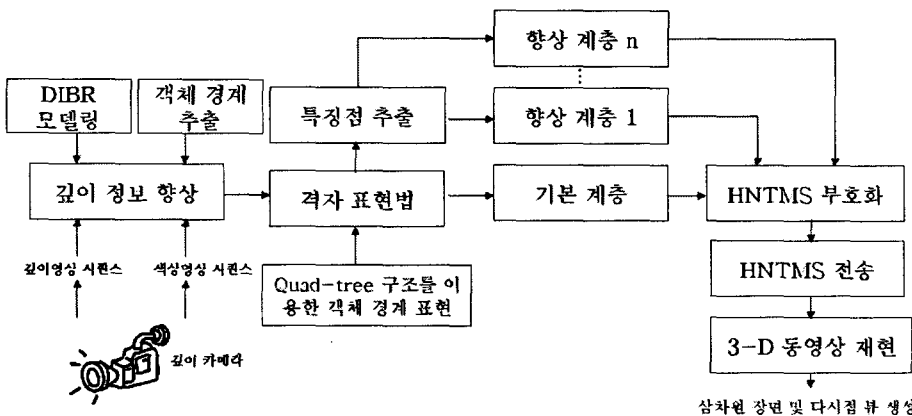 향상 계층 n
DIBR
모델링
객체 경계
추출
특징점 추출
향상 계층 1
깊이 정보 향상
격자 표현법
기본 계층
HNTMS 부호화
깊이영상 시퀀스
색상영상 시퀀스
Quad-tree 구조를 이
용한 객체 경계 표현
HNTMS 전송
깊이 카메라
3-D 동영상 재현
삼차원 장면 및 다시점 뷰 생성